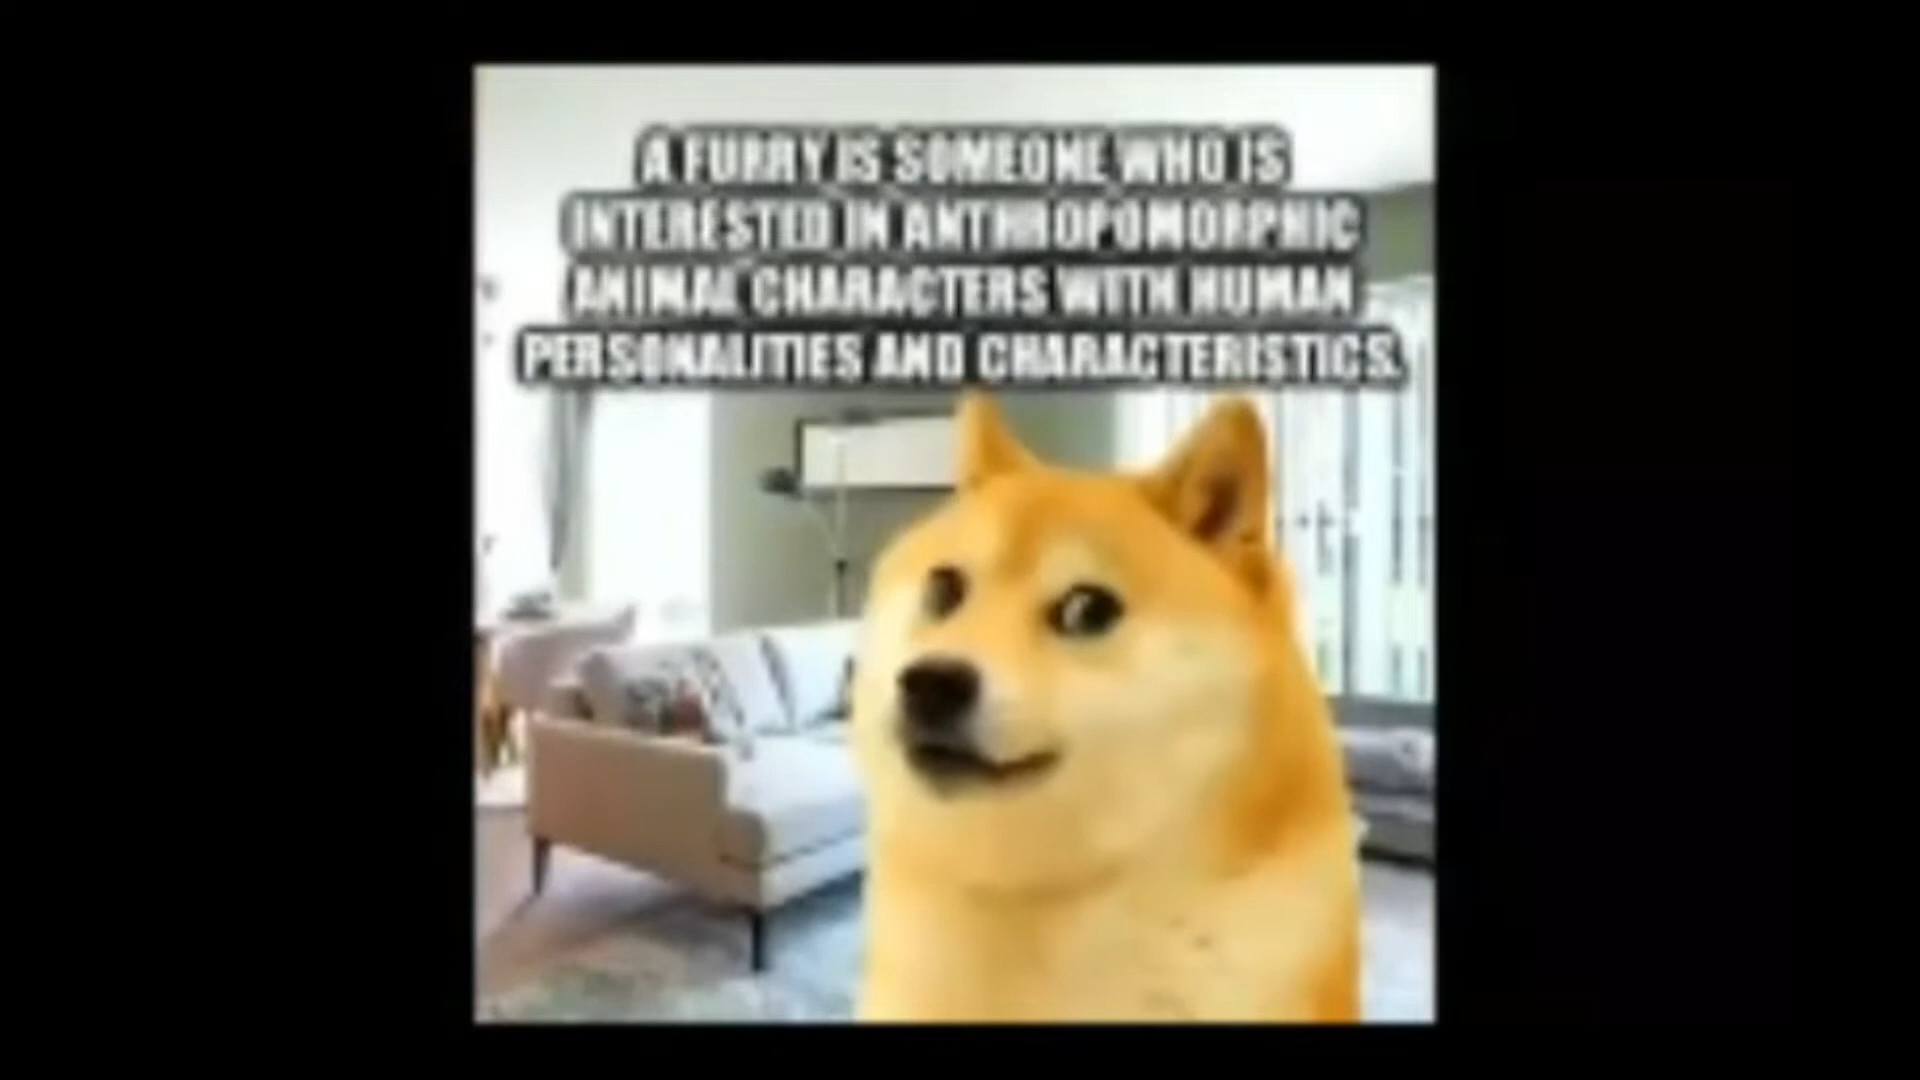 A FURRY IS SOMEONE WHO IS
INTERESTED IN ANTHROPOMORPHIC
ANIMAL CHARACTERS WITH HUMAN
PERSONALITIES AND CHARACTERISTICS.